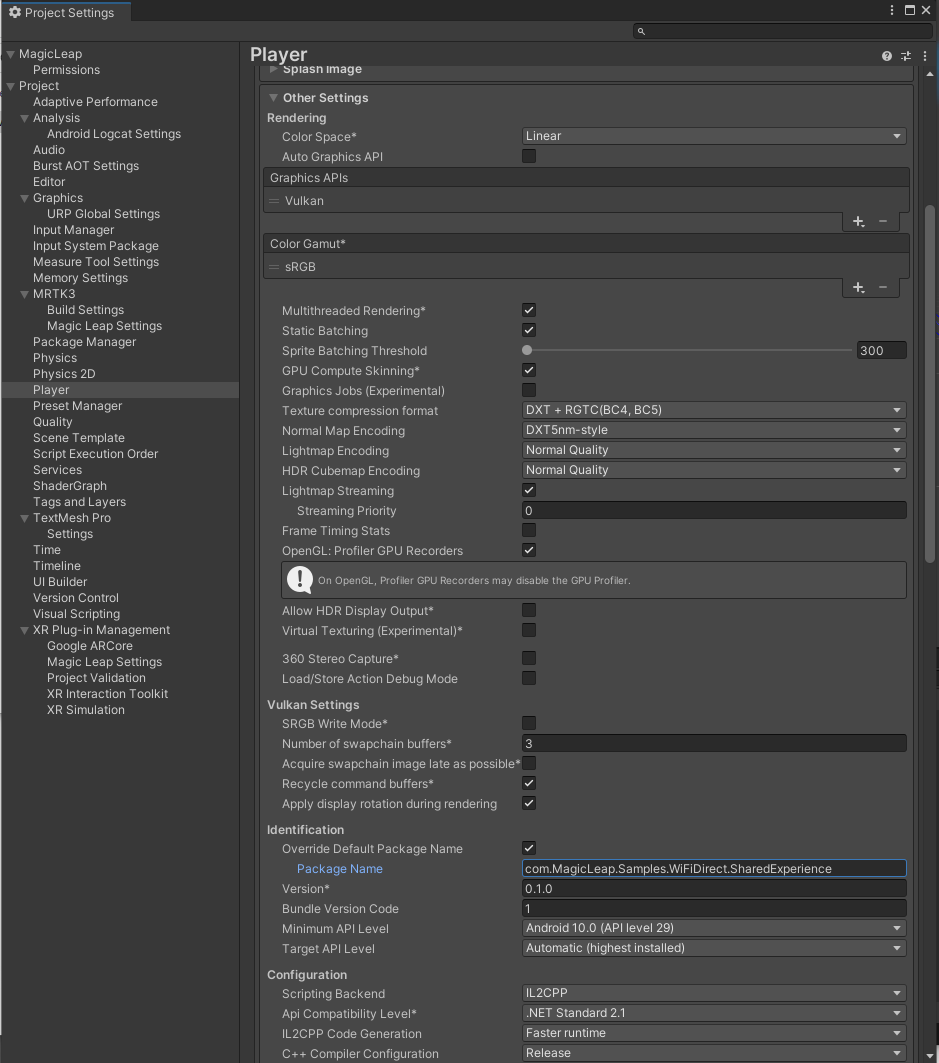 Project Settings
MagicLeap
Permissions
Project
Adaptive Performance
Analysis
Android Logcat Settings
Audio
Burst AOT Settings
Editor
Graphics
URP Global Settings
Input Manager
Input System Package
Measure Tool Settings
Memory Settings
MRTK3
Build Settings
Magic Leap Settings
Package Manager
Physics
Physics 2D
Player
Preset Manager
Quality
Scene Template
Script Execution Order
Services
ShaderGraph
Tags and Layers
TextMesh Pro
Settings
Time
Timeline
UI Builder
Version Control
Visual Scripting
XR Plug-in Management
Google ARCore
Magic Leap Settings
Project Validation
XR Interaction Toolkit
XR Simulation
Player
Splash Image
Other Settings
Rendering
Color Space* Linear
Auto Graphics API
Graphics APIs
Vulkan
Color Gamut*
sRGB
Multithreaded Rendering*
Static Batching
Sprite Batching Threshold 300
GPU Compute Skinning*
Graphics Jobs (Experimental)
Texture compression format DXT + RGTC(BC4, BC5)
Normal Map Encoding DXT5nm-style
Lightmap Encoding Normal Quality
HDR Cubemap Encoding Normal Quality
Lightmap Streaming
Streaming Priority 0
Frame Timing Stats
OpenGL: Profiler GPU Recorders
On OpenGL, Profiler GPU Recorders may disable the GPU Profiler.
Allow HDR Display Output*
Virtual Texturing (Experimental)*
360 Stereo Capture*
Load/Store Action Debug Mode
Vulkan Settings
SRGB Write Mode*
Number of swapchain buffers* 3
Acquire swapchain image late as possible*
Recycle command buffers*
Apply display rotation during rendering
Identification
Override Default Package Name
Package Name com.MagicLeap.Samples.WiFiDirect.SharedExperience
Version* 0.1.0
Bundle Version Code 1
Minimum API Level Android 10.0 (API level 29)
Target API Level Automatic (highest installed)
Configuration
Scripting Backend IL2CPP
Api Compatibility Level* .NET Standard 2.1
IL2CPP Code Generation Faster runtime
C++ Compiler Configuration Release